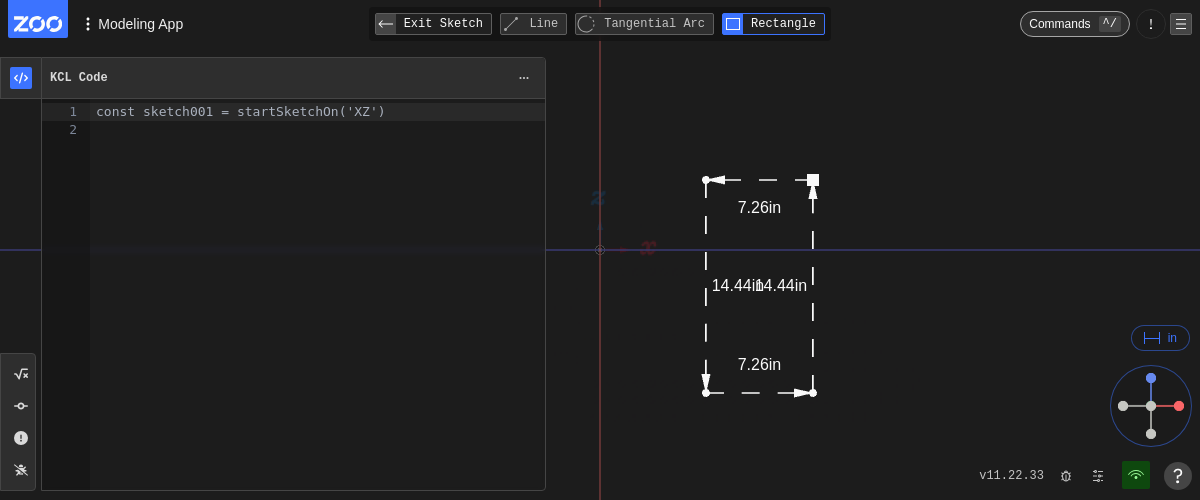 ZOO
Modeling App
Exit Sketch
Line
Tangential Arc
Rectangle
Commands ^/
!
KCL Code
...
1 const sketch001 = startSketchOn('XZ')
2
z
x
7.26in
14.44in
14.44in
7.26in
in
v11.22.33
?